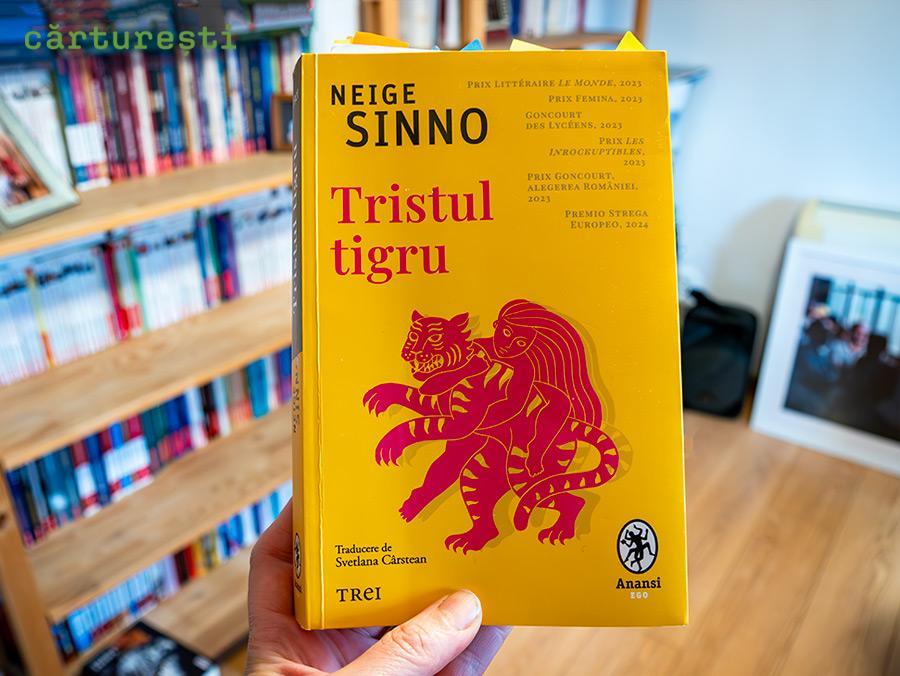 cărturești
NEIGE
SINNO
PRIX LITTÉRAIRE LE MONDE, 2023
PRIX FEMINA, 2023
GONCOURT
DES LYCÉENS, 2023
PRIX LES
INROCKUPTIBLES,
2023
PRIX GONCOURT,
ALEGEREA ROMÂNIEI,
2023
PREMIO STREGA
EUROPEO, 2024
Tristul
tigru
Traducere de
Svetlana Cârstean
TREI
Anansi
EGO